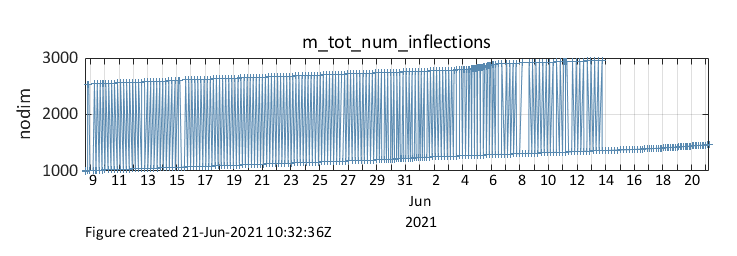 m_tot_num_inflections
nodim
3000
2000
1000
9 11 13 15 17 19 21 23 25 27 29 31 2 4 6 8 10 12 14 16 18 20
Jun
2021
Figure created 21-Jun-2021 10:32:36Z